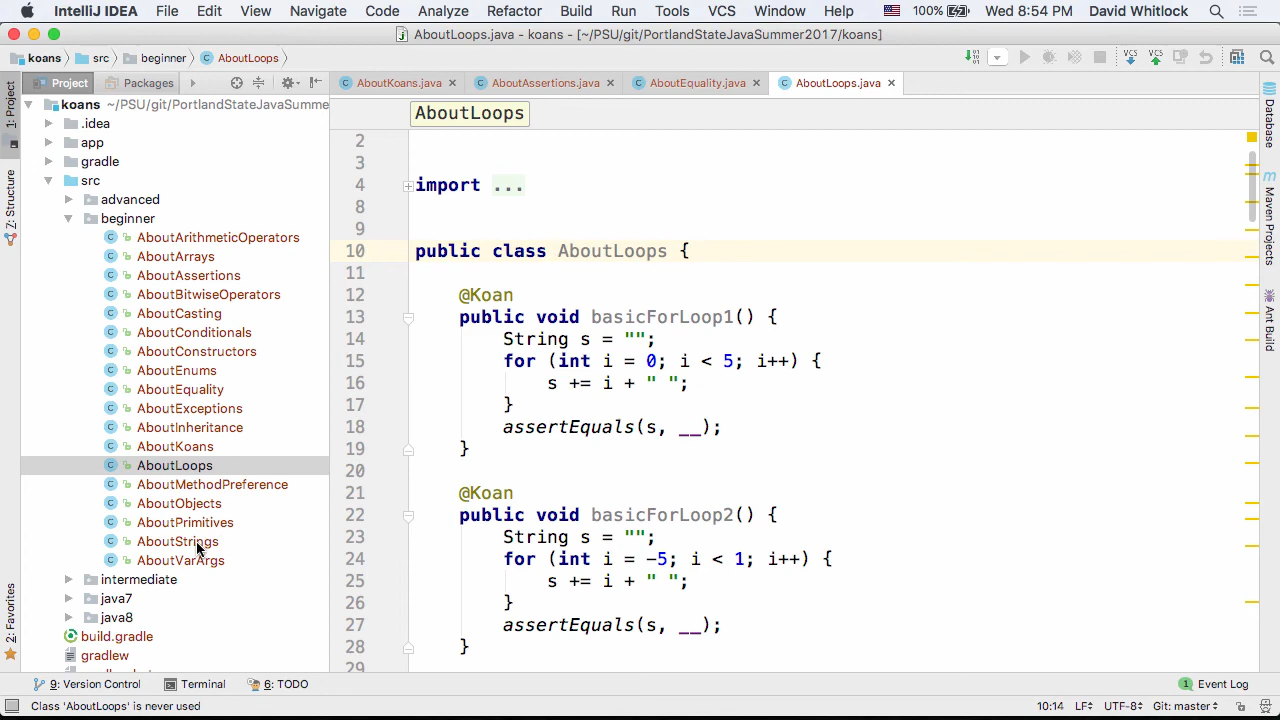 IntelliJ IDEA File Edit View Navigate Code Analyze Refactor Build Run Tools VCS Window Help 100% Wed 8:54 PM David Whitlock
AboutLoops.java - koans - [~/PSU/git/PortlandStateJavaSummer2017/koans]
koans src beginner AboutLoops VCS VCS
Project Packages AboutKoans.java AboutAssertions.java AboutEquality.java AboutLoops.java
1: Project
Z: Structure
2: Favorites
koans ~/PSU/git/PortlandStateJavaSumme
.idea
app
gradle
src
advanced
beginner
AboutArithmeticOperators
AboutArrays
AboutAssertions
AboutBitwiseOperators
AboutCasting
AboutConditionals
AboutConstructors
AboutEnums
AboutEquality
AboutExceptions
AboutInheritance
AboutKoans
AboutLoops
AboutMethodPreference
AboutObjects
AboutPrimitives
AboutStrings
AboutVarArgs
intermediate
java7
java8
build.gradle
gradlew
AboutLoops
2
3
4 import ...
8
9
10 public class AboutLoops {
11
12 @Koan
13 public void basicForLoop1() {
14 String s = "";
15 for (int i = 0; i < 5; i++) {
16 s += i + " ";
17 }
18 assertEquals(s, __);
19 }
20
21 @Koan
22 public void basicForLoop2() {
23 String s = "";
24 for (int i = -5; i < 1; i++) {
25 s += i + " ";
26 }
27 assertEquals(s, __);
28 }
29
Database
Maven Projects
Ant Build
9: Version Control Terminal 6: TODO 1 Event Log
Class 'AboutLoops' is never used 10:14 LF÷ UTF-8÷ Git: master÷